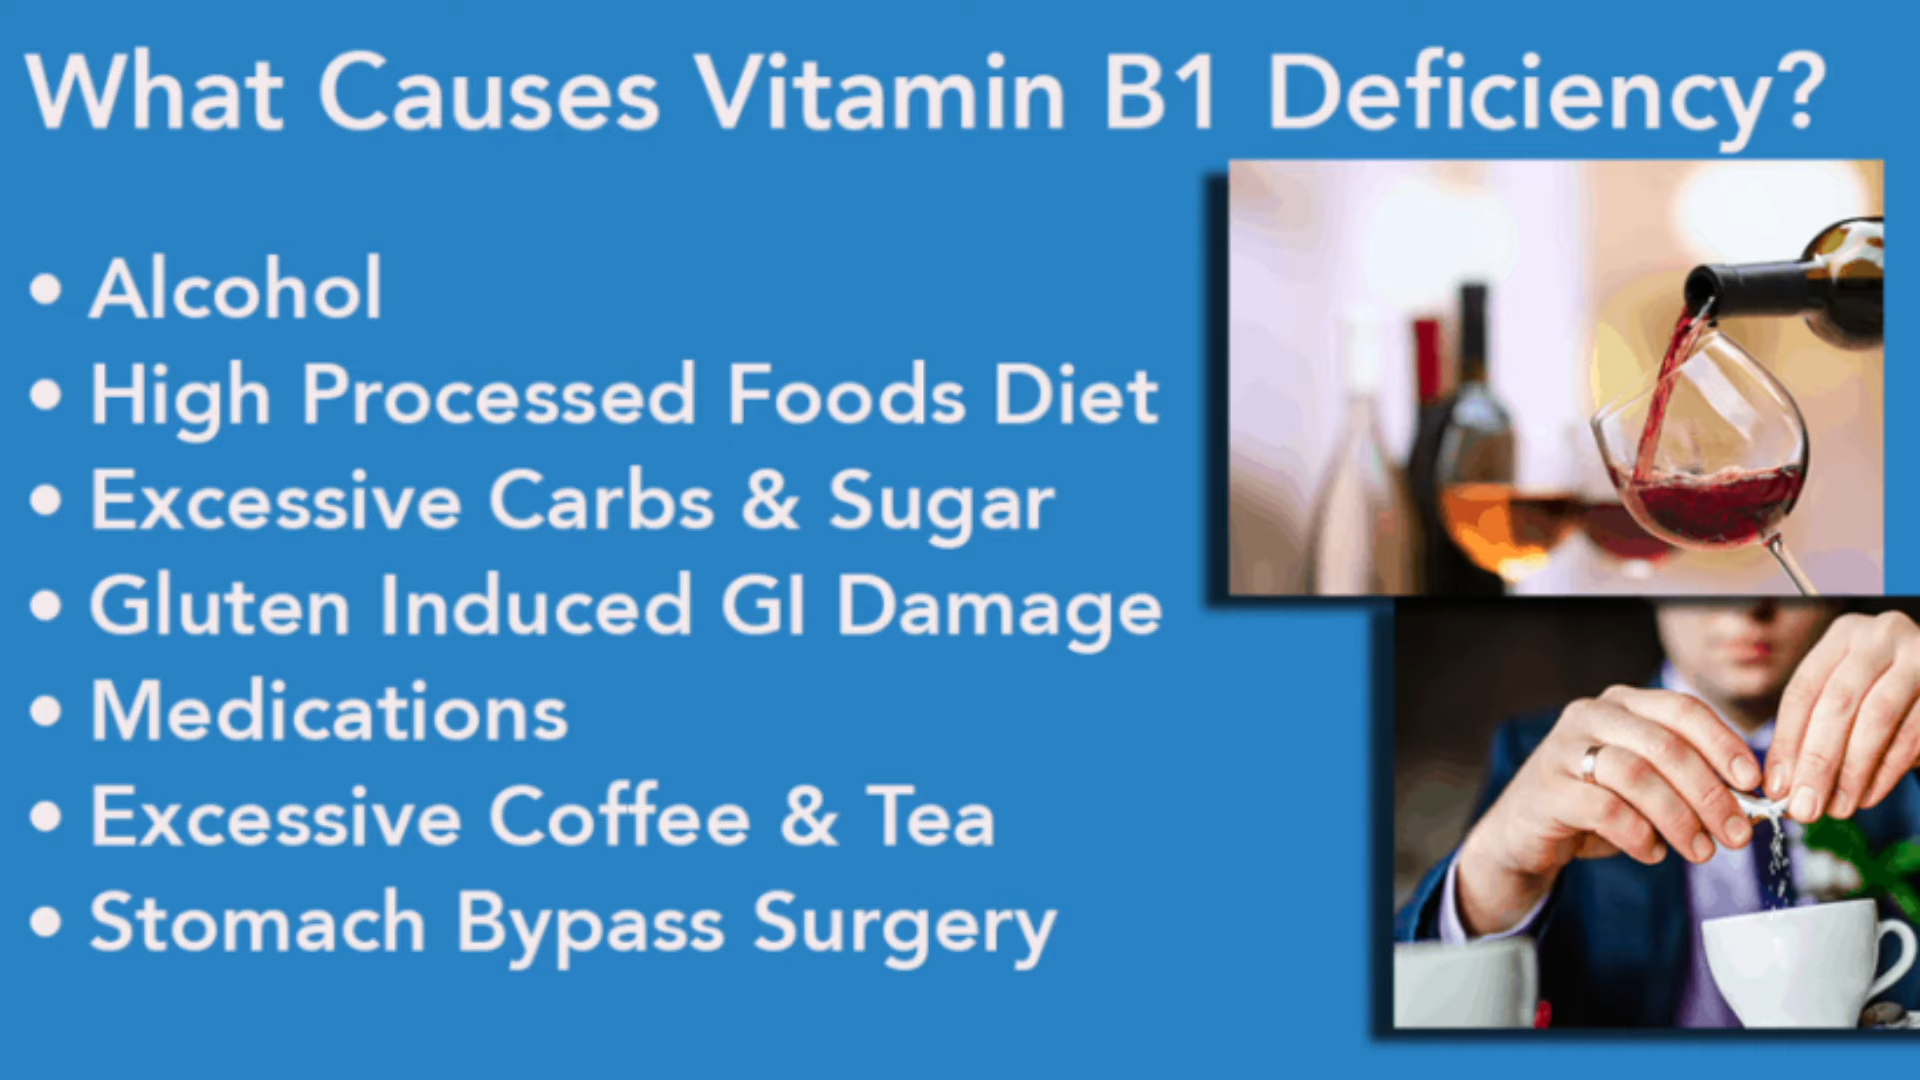 What Causes Vitamin B1 Deficiency?
• Alcohol
• High Processed Foods Diet
• Excessive Carbs & Sugar
• Gluten Induced GI Damage
• Medications
• Excessive Coffee & Tea
• Stomach Bypass Surgery